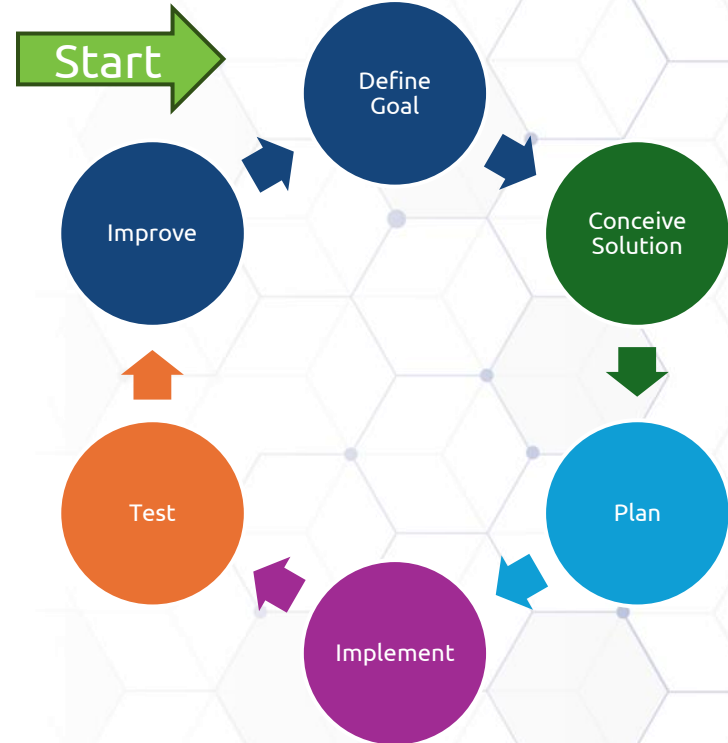 Start
Define
Goal
Conceive
Solution
Plan
Implement
Test
Improve